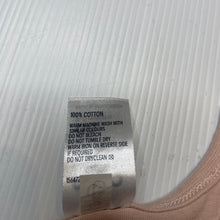 100% COTTON
WARM MACHINE WASH WITH
SIMILAR COLOURS
DO NOT BLEACH
DO NOT TUMBLE DRY
WARM IRON ON REVERSE SIDE
IF NEEDED
DO NOT DRYCLEAN